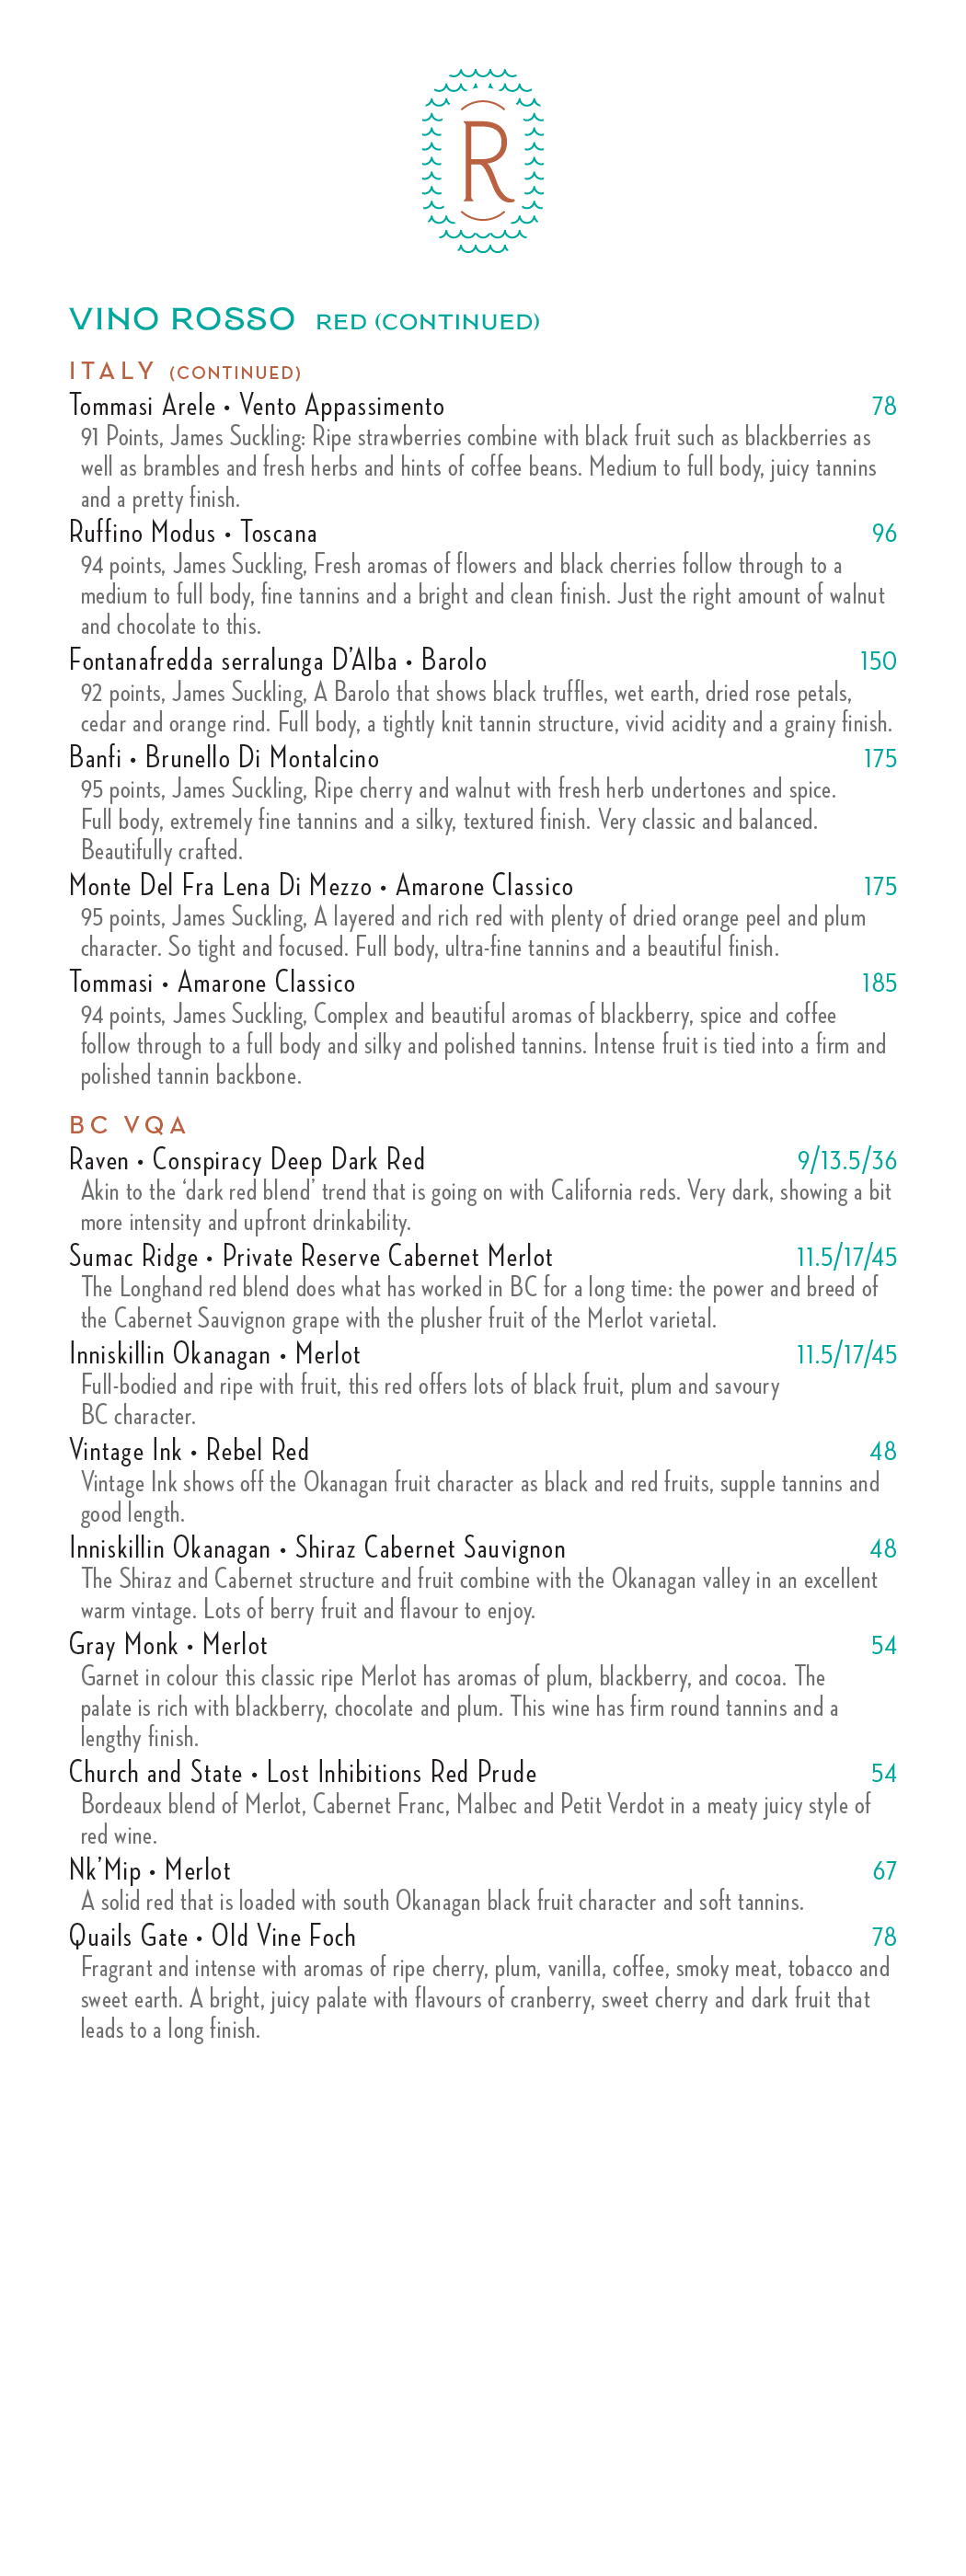 R
VINO ROSSO RED (CONTINUED)
ITALY (CONTINUED)
Tommasi Arele • Vento Appassimento 78
91 Points, James Suckling: Ripe strawberries combine with black fruit such as blackberries as
well as brambles and fresh herbs and hints of coffee beans. Medium to full body, juicy tannins
and a pretty finish.
Ruffino Modus • Toscana 96
94 points, James Suckling, Fresh aromas of flowers and black cherries follow through to a
medium to full body, fine tannins and a bright and clean finish. Just the right amount of walnut
and chocolate to this.
Fontanafredda serralunga D’Alba • Barolo 150
92 points, James Suckling, A Barolo that shows black truffles, wet earth, dried rose petals,
cedar and orange rind. Full body, a tightly knit tannin structure, vivid acidity and a grainy finish.
Banfi • Brunello Di Montalcino 175
95 points, James Suckling, Ripe cherry and walnut with fresh herb undertones and spice.
Full body, extremely fine tannins and a silky, textured finish. Very classic and balanced.
Beautifully crafted.
Monte Del Fra Lena Di Mezzo • Amarone Classico 175
95 points, James Suckling, A layered and rich red with plenty of dried orange peel and plum
character. So tight and focused. Full body, ultra-fine tannins and a beautiful finish.
Tommasi • Amarone Classico 185
94 points, James Suckling, Complex and beautiful aromas of blackberry, spice and coffee
follow through to a full body and silky and polished tannins. Intense fruit is tied into a firm and
polished tannin backbone.
BC VQA
Raven • Conspiracy Deep Dark Red 9/13.5/36
Akin to the ‘dark red blend’ trend that is going on with California reds. Very dark, showing a bit
more intensity and upfront drinkability.
Sumac Ridge • Private Reserve Cabernet Merlot 11.5/17/45
The Longhand red blend does what has worked in BC for a long time: the power and breed of
the Cabernet Sauvignon grape with the plusher fruit of the Merlot varietal.
Inniskillin Okanagan • Merlot 11.5/17/45
Full-bodied and ripe with fruit, this red offers lots of black fruit, plum and savoury
BC character.
Vintage Ink • Rebel Red 48
Vintage Ink shows off the Okanagan fruit character as black and red fruits, supple tannins and
good length.
Inniskillin Okanagan • Shiraz Cabernet Sauvignon 48
The Shiraz and Cabernet structure and fruit combine with the Okanagan valley in an excellent
warm vintage. Lots of berry fruit and flavour to enjoy.
Gray Monk • Merlot 54
Garnet in colour this classic ripe Merlot has aromas of plum, blackberry, and cocoa. The
palate is rich with blackberry, chocolate and plum. This wine has firm round tannins and a
lengthy finish.
Church and State • Lost Inhibitions Red Prude 54
Bordeaux blend of Merlot, Cabernet Franc, Malbec and Petit Verdot in a meaty juicy style of
red wine.
Nk’Mip • Merlot 67
A solid red that is loaded with south Okanagan black fruit character and soft tannins.
Quails Gate • Old Vine Foch 78
Fragrant and intense with aromas of ripe cherry, plum, vanilla, coffee, smoky meat, tobacco and
sweet earth. A bright, juicy palate with flavours of cranberry, sweet cherry and dark fruit that
leads to a long finish.